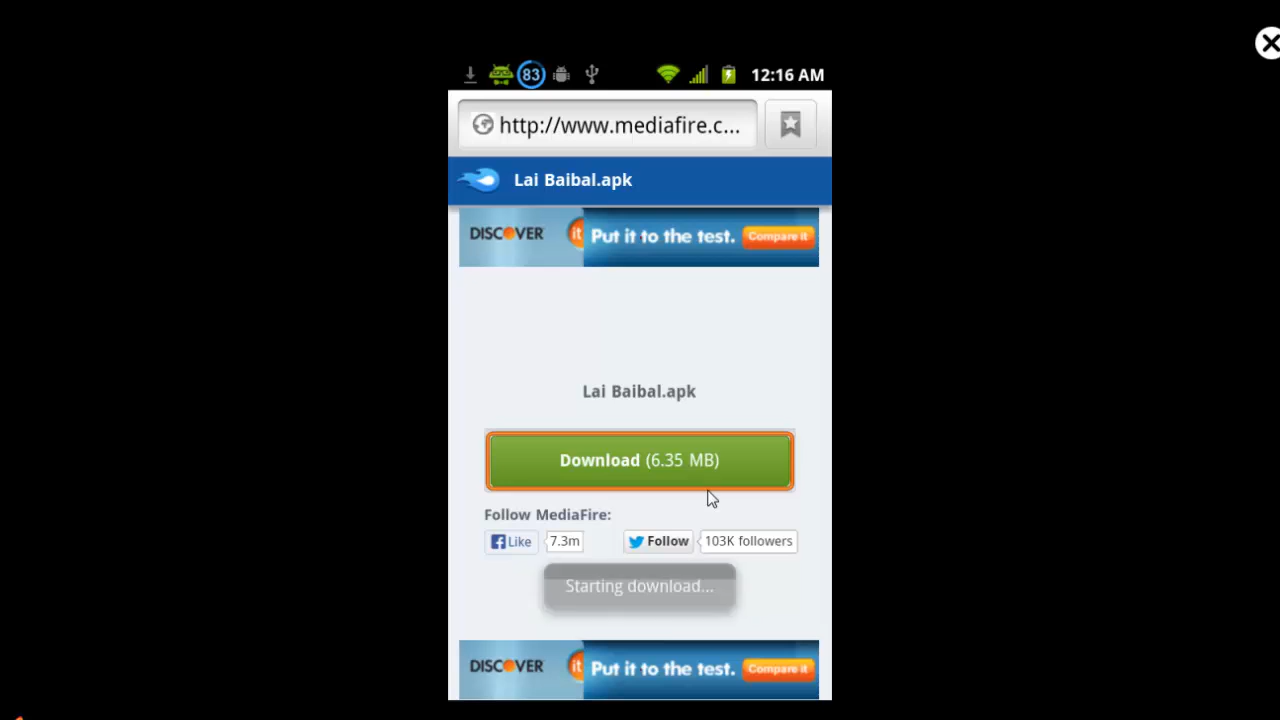 83 12:16 AM
http://www.mediafire.c...
Lai Baibal.apk
DISCOVER it Put it to the test. Compare it
Lai Baibal.apk
Download (6.35 MB)
Follow MediaFire:
Like 7.3m Follow 103K followers
Starting download...
DISCOVER it Put it to the test. Compare it